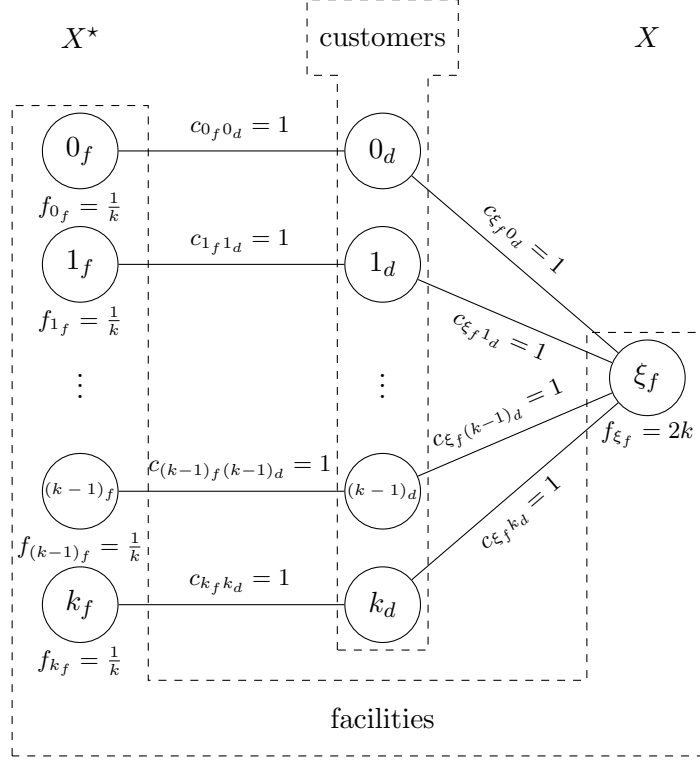 X⋆ customers X
c_{0_f 0_d} = 1
0_f 0_d
f_{0_f} = 1/k
c_{ξ_f 0_d} = 1
c_{1_f 1_d} = 1
1_f 1_d
f_{1_f} = 1/k
c_{ξ_f 1_d} = 1
⋮ ⋮ ξ_f
f_{ξ_f} = 2k
c_{ξ_f (k−1)_d} = 1
c_{(k−1)_f (k−1)_d} = 1
(k − 1)_f (k − 1)_d
f_{(k−1)_f} = 1/k
c_{ξ_f k_d} = 1
c_{k_f k_d} = 1
k_f k_d
f_{k_f} = 1/k
facilities